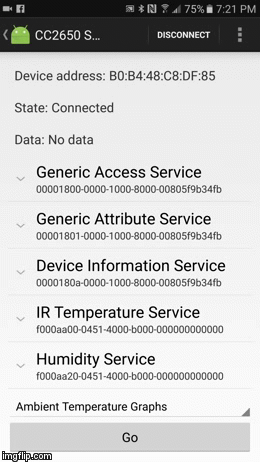 75% 7:21 PM
CC2650 S... DISCONNECT
Device address: B0:B4:48:C8:DF:85
State: Connected
Data: No data
Generic Access Service
00001800-0000-1000-8000-00805f9b34fb
Generic Attribute Service
00001801-0000-1000-8000-00805f9b34fb
Device Information Service
0000180a-0000-1000-8000-00805f9b34fb
IR Temperature Service
f000aa00-0451-4000-b000-000000000000
Humidity Service
f000aa20-0451-4000-b000-000000000000
Ambient Temperature Graphs
Go
imgflip.com